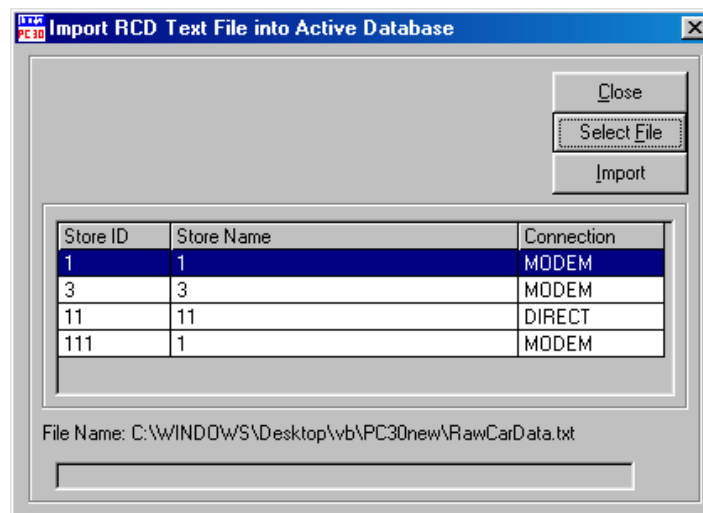 PC30 Import RCD Text File into Active Database
Close
Select File
Import
Store ID Store Name Connection
1 1 MODEM
3 3 MODEM
11 11 DIRECT
111 1 MODEM
File Name: C:\WINDOWS\Desktop\vb\PC30new\RawCarData.txt